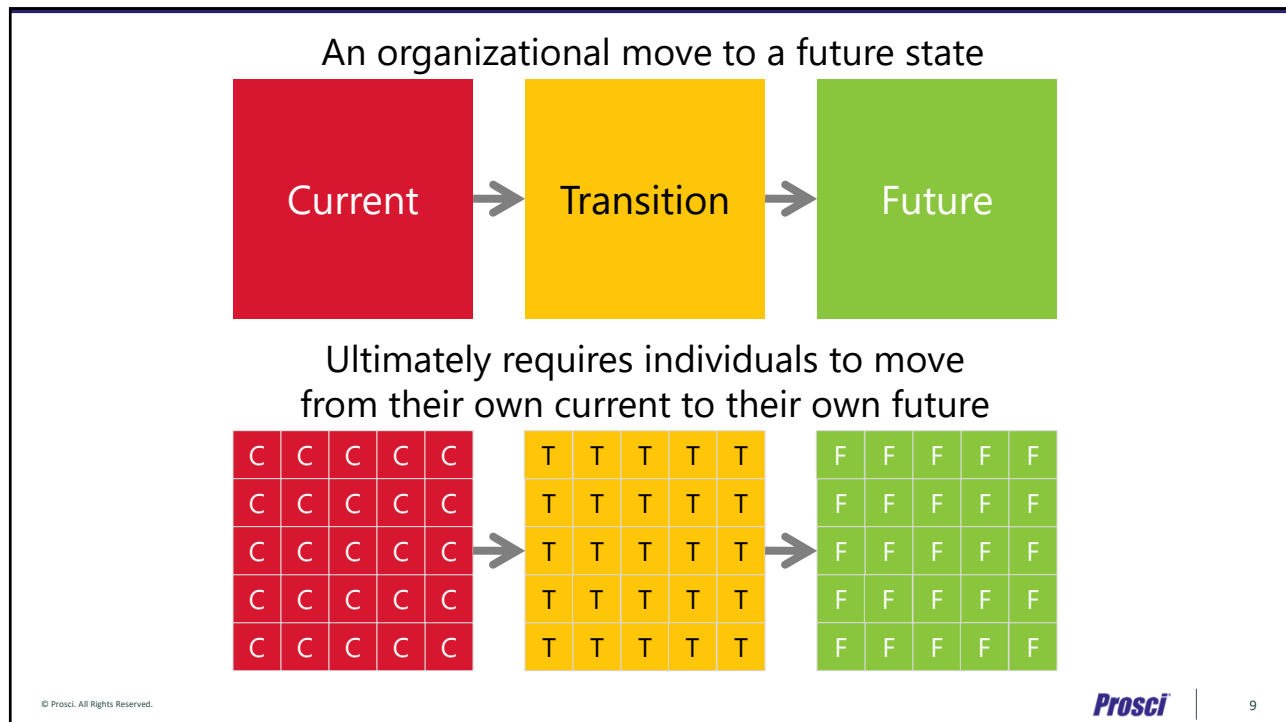 An organizational move to a future state
Current
Transition
Future
Ultimately requires individuals to move
from their own current to their own future
C C C C C T T T T T F F F F F
C C C C C T T T T T F F F F F
C C C C C T T T T T F F F F F
C C C C C T T T T T F F F F F
C C C C C T T T T T F F F F F
© Prosci. All Rights Reserved.
Prosci
9